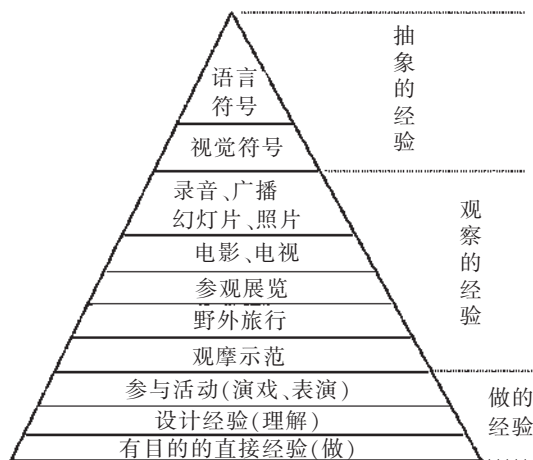 语言
符号
视觉符号
录音、广播
幻灯片、照片
电影、电视
参观展览
野外旅行
观摩示范
参与活动(演戏、表演)
设计经验(理解)
有目的的直接经验(做)
抽象的经验
观察的经验
做的
经验